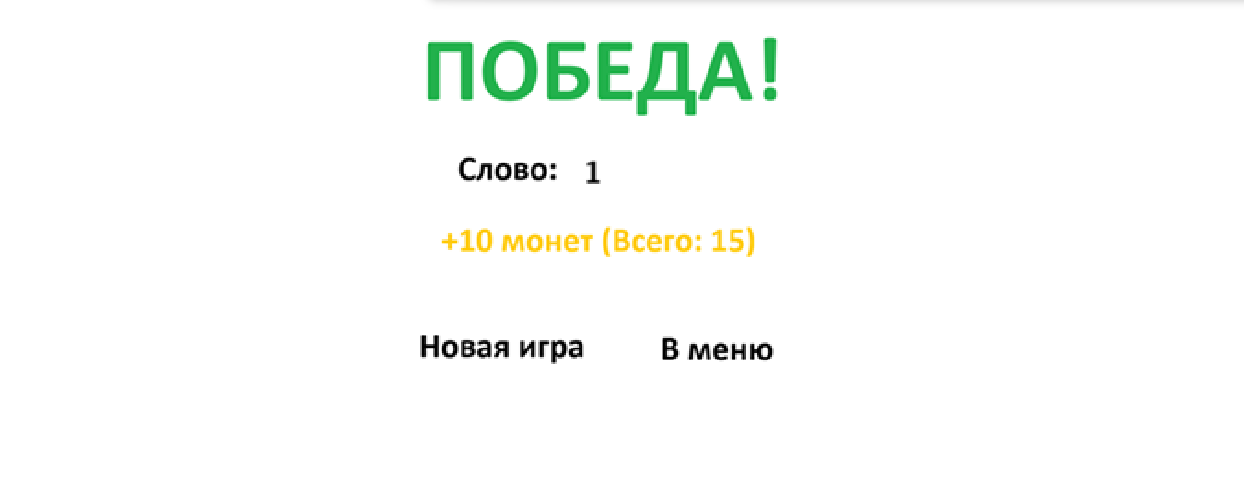 ПОБЕДА!
Слово: 1
+10 монет (Всего: 15)
Новая игра В меню